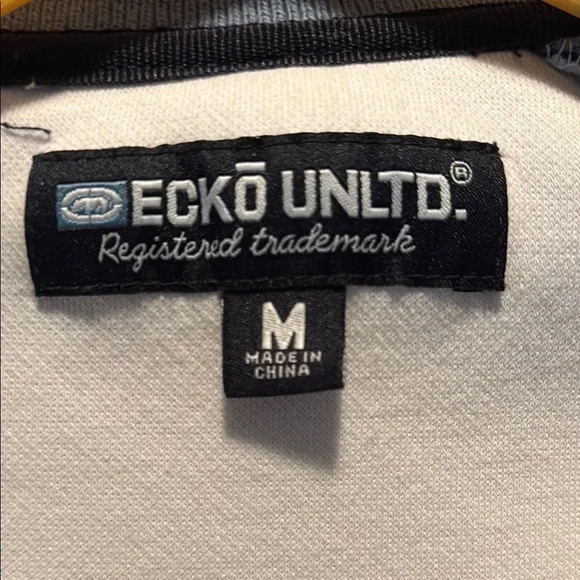 ECKŌ UNLTD.®
Registered trademark
M
MADE IN
CHINA